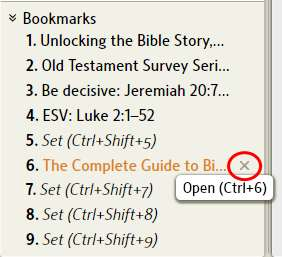 Bookmarks
1. Unlocking the Bible Story,...
2. Old Testament Survey Seri...
3. Be decisive: Jeremiah 20:7...
4. ESV: Luke 2:1–52
5. Set (Ctrl+Shift+5)
6. The Complete Guide to Bi...
Open (Ctrl+6)
7. Set (Ctrl+Shift+7)
8. Set (Ctrl+Shift+8)
9. Set (Ctrl+Shift+9)